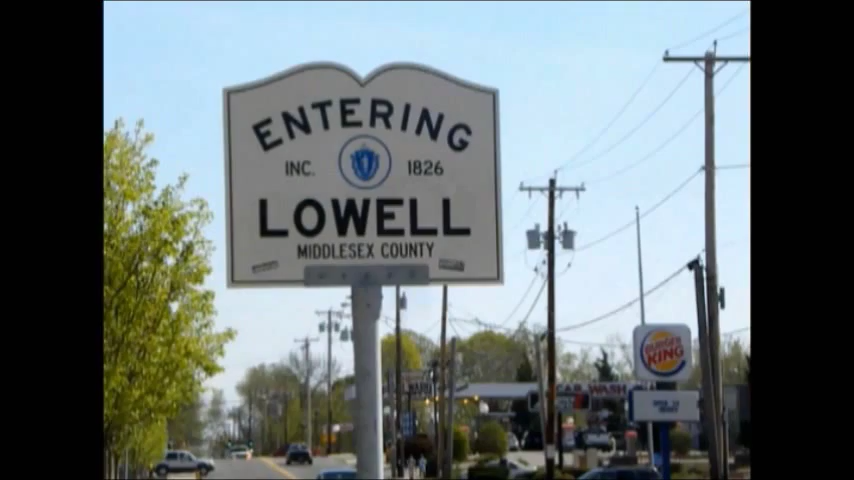 ENTERING
INC. 1826
LOWELL
MIDDLESEX COUNTY
BURGER
KING
CAR WASH